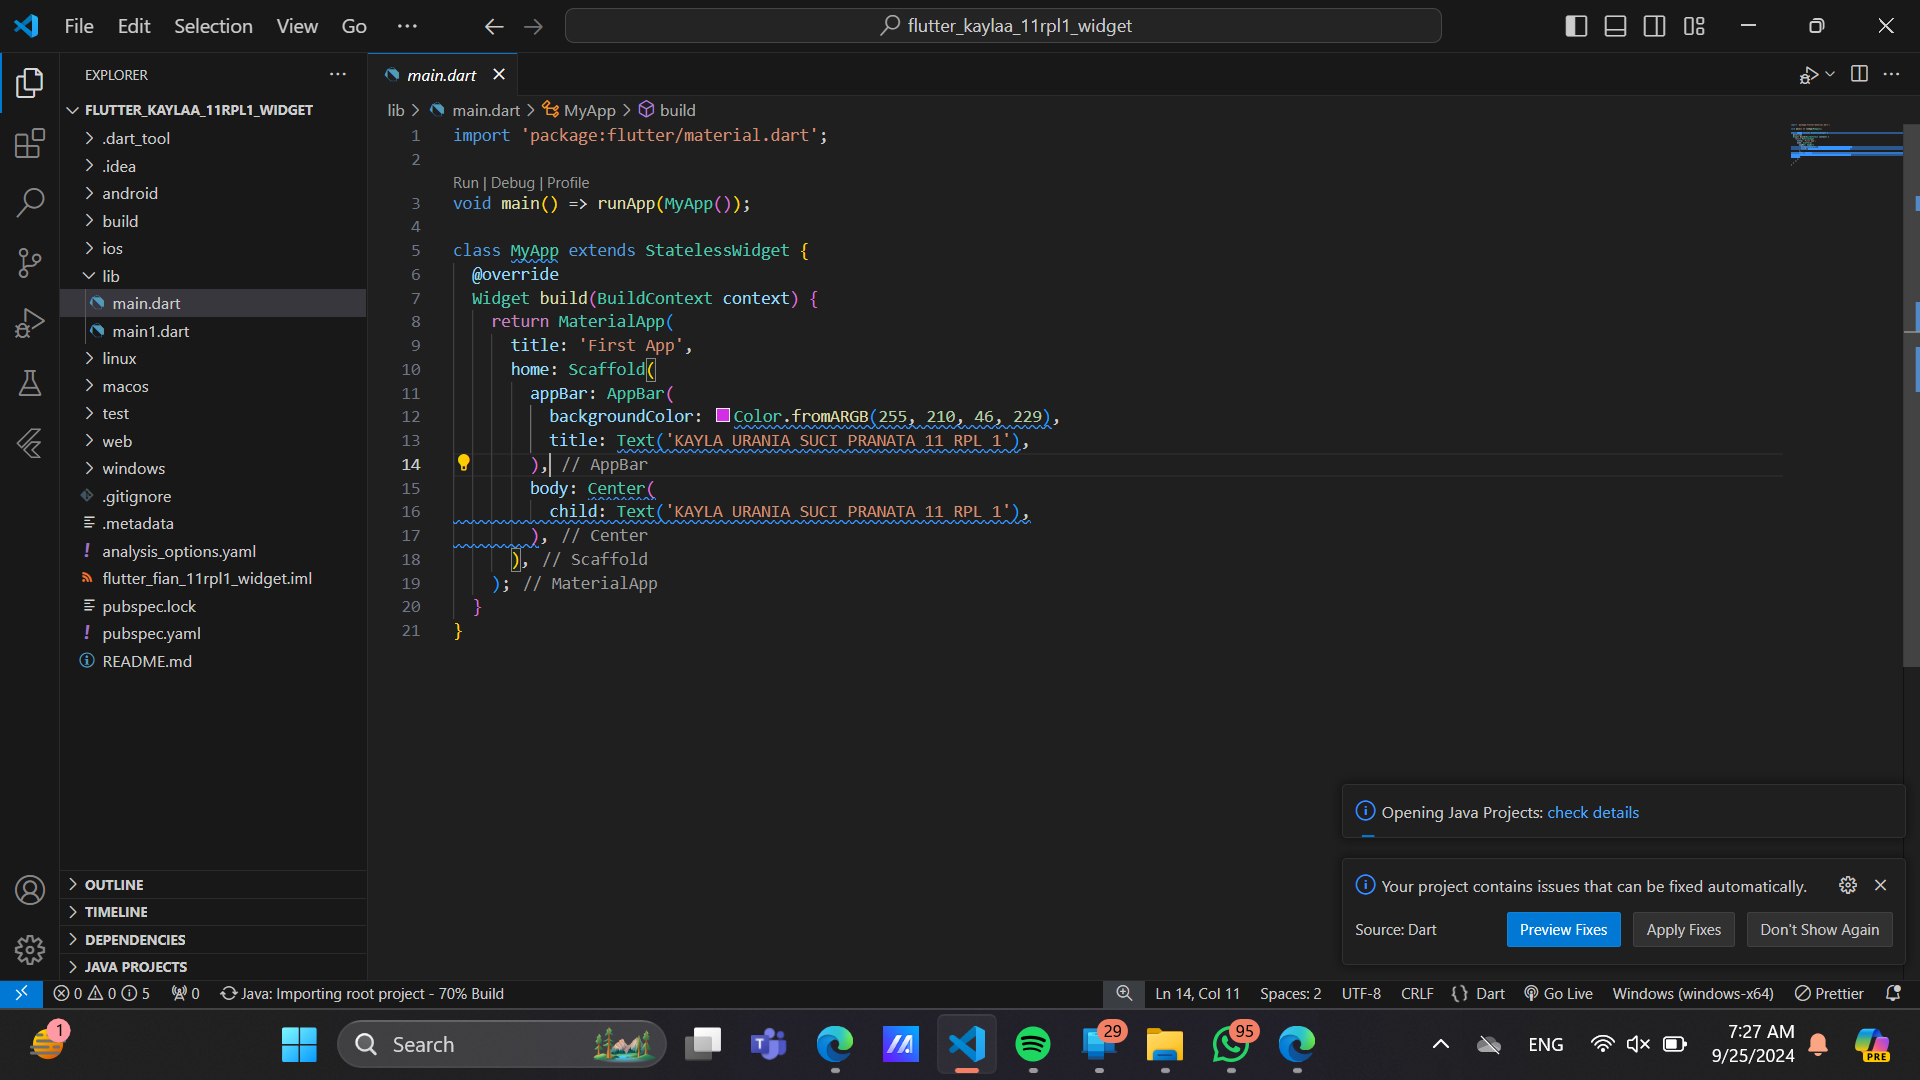 File Edit Selection View Go ··· flutter_kaylaa_11rpl1_widget
EXPLORER ···
FLUTTER_KAYLAA_11RPL1_WIDGET
.dart_tool
.idea
android
build
ios
lib
main.dart
main1.dart
linux
macos
test
web
windows
.gitignore
.metadata
analysis_options.yaml
flutter_fian_11rpl1_widget.iml
pubspec.lock
pubspec.yaml
README.md
OUTLINE
TIMELINE
DEPENDENCIES
JAVA PROJECTS
main.dart
lib > main.dart > MyApp > build
1 import 'package:flutter/material.dart';
2
Run | Debug | Profile
3 void main() => runApp(MyApp());
4
5 class MyApp extends StatelessWidget {
6 @override
7 Widget build(BuildContext context) {
8 return MaterialApp(
9 title: 'First App',
10 home: Scaffold(
11 appBar: AppBar(
12 backgroundColor: Color.fromARGB(255, 210, 46, 229),
13 title: Text('KAYLA URANIA SUCI PRANATA 11 RPL 1'),
14 ), // AppBar
15 body: Center(
16 child: Text('KAYLA URANIA SUCI PRANATA 11 RPL 1'),
17 ), // Center
18 ), // Scaffold
19 ); // MaterialApp
20 }
21 }
Opening Java Projects: check details
Your project contains issues that can be fixed automatically.
Source: Dart Preview Fixes Apply Fixes Don't Show Again
0 0 5 0 Java: Importing root project - 70% Build Ln 14, Col 11 Spaces: 2 UTF-8 CRLF {} Dart Go Live Windows (windows-x64) Prettier
1 Search 29 95 ENG 7:27 AM
9/25/2024 PRE